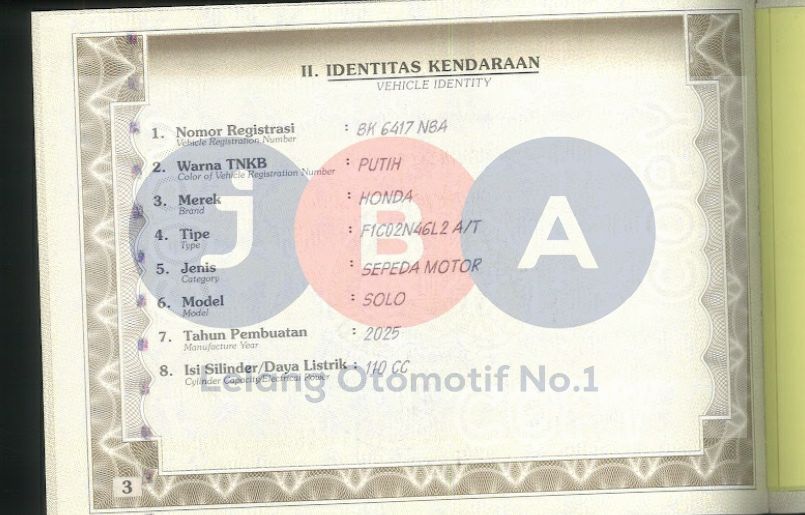 II. IDENTITAS KENDARAAN
VEHICLE IDENTITY
1. Nomor Registrasi : BK 6417 NBA
Vehicle Registration Number
2. Warna TNKB : PUTIH
Color of Vehicle Registration Number
3. Merek : HONDA
Brand
4. Tipe : F1C02N46L2 A/T
Type
5. Jenis : SEPEDA MOTOR
Category
6. Model : SOLO
Model
7. Tahun Pembuatan : 2025
Manufacture Year
8. Isi Silinder/Daya Listrik : 110 CC
Cylinder Capacity/Electrical Power
jBA
Lelang Otomotif No.1
3